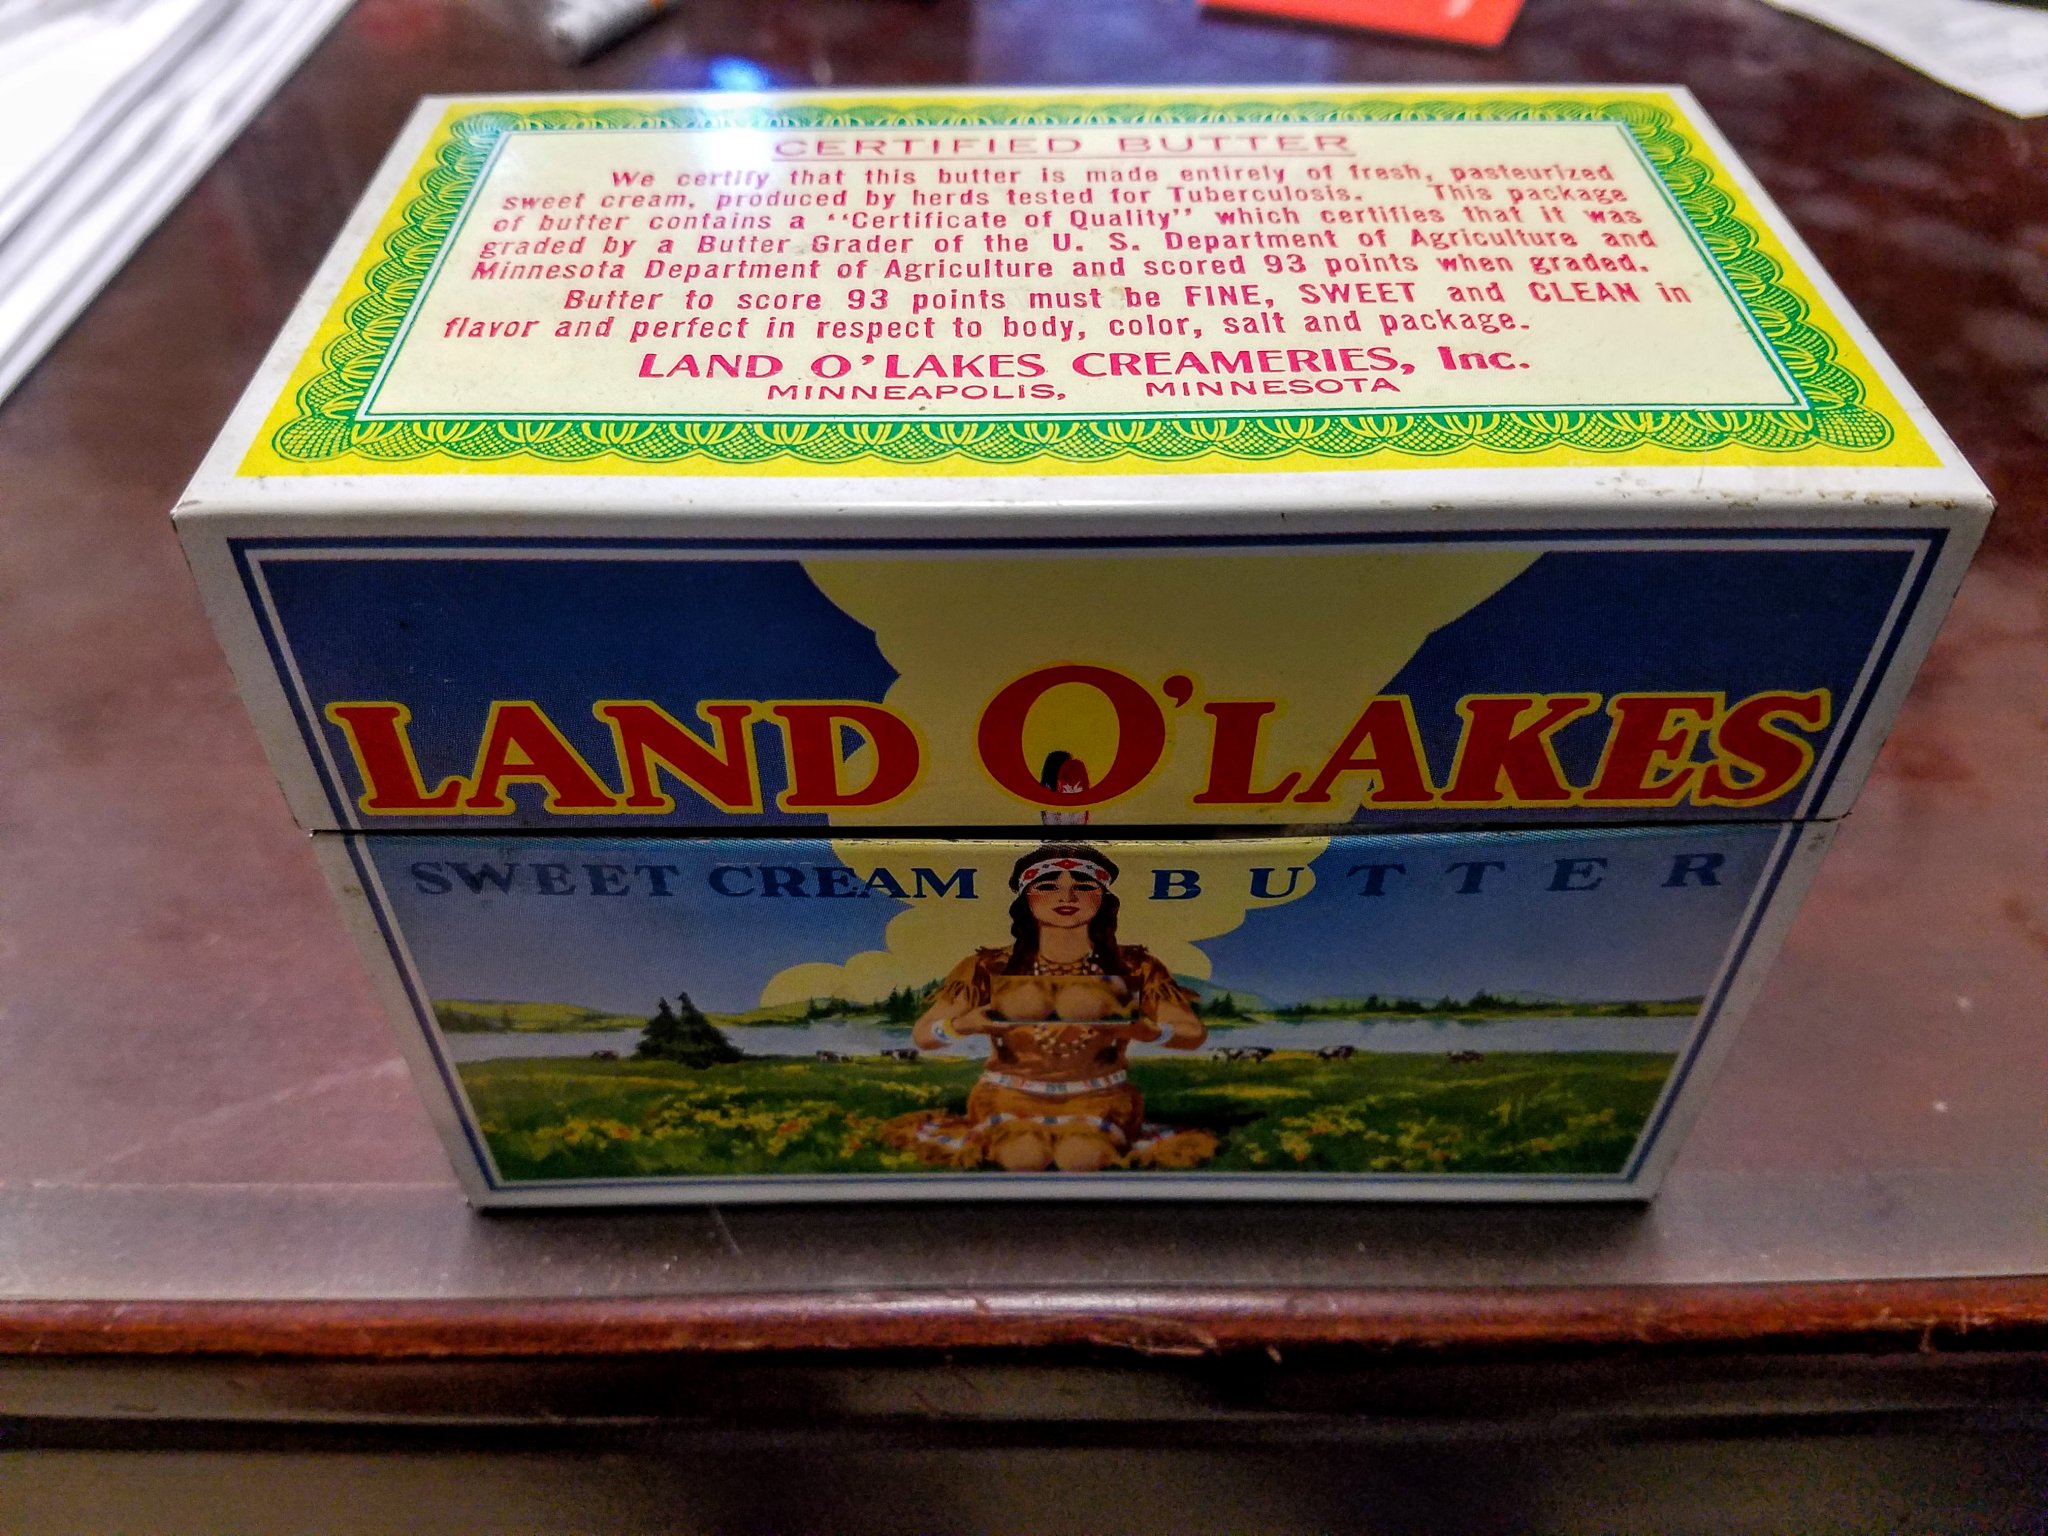 CERTIFIED BUTTER
We certify that this butter is made entirely of fresh, pasteurized
sweet cream, produced by herds tested for Tuberculosis. This package
of butter contains a "Certificate of Quality" which certifies that it was
graded by a Butter Grader of the U. S. Department of Agriculture and
Minnesota Department of Agriculture and scored 93 points when graded.
Butter to score 93 points must be FINE, SWEET and CLEAN in
flavor and perfect in respect to body, color, salt and package.
LAND O'LAKES CREAMERIES, Inc.
MINNEAPOLIS, MINNESOTA
LAND O'LAKES
SWEET CREAM BUTTER